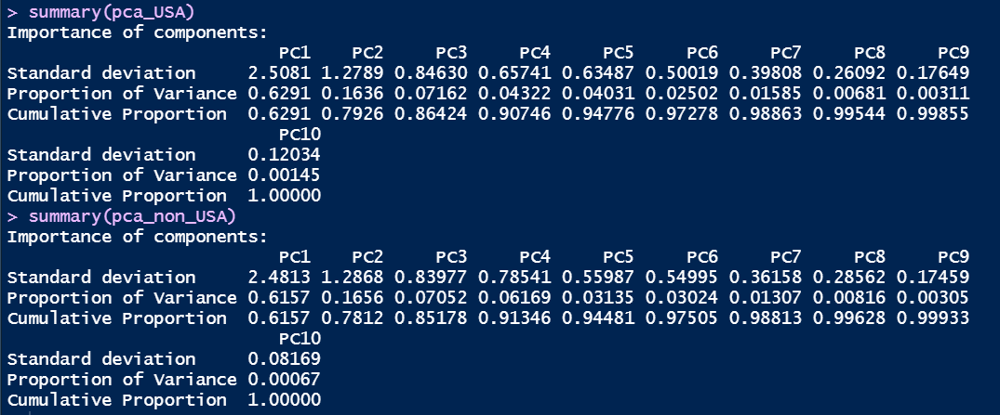 > summary(pca_USA)
Importance of components:
                          PC1    PC2     PC3     PC4     PC5     PC6     PC7     PC8     PC9
Standard deviation     2.5081 1.2789 0.84630 0.65741 0.63487 0.50019 0.39808 0.26092 0.17649
Proportion of Variance 0.6291 0.1636 0.07162 0.04322 0.04031 0.02502 0.01585 0.00681 0.00311
Cumulative Proportion  0.6291 0.7926 0.86424 0.90746 0.94776 0.97278 0.98863 0.99544 0.99855
                          PC10
Standard deviation     0.12034
Proportion of Variance 0.00145
Cumulative Proportion  1.00000
> summary(pca_non_USA)
Importance of components:
                          PC1    PC2     PC3     PC4     PC5     PC6     PC7     PC8     PC9
Standard deviation     2.4813 1.2868 0.83977 0.78541 0.55987 0.54995 0.36158 0.28562 0.17459
Proportion of Variance 0.6157 0.1656 0.07052 0.06169 0.03135 0.03024 0.01307 0.00816 0.00305
Cumulative Proportion  0.6157 0.7812 0.85178 0.91346 0.94481 0.97505 0.98813 0.99628 0.99933
                          PC10
Standard deviation     0.08169
Proportion of Variance 0.00067
Cumulative Proportion  1.00000